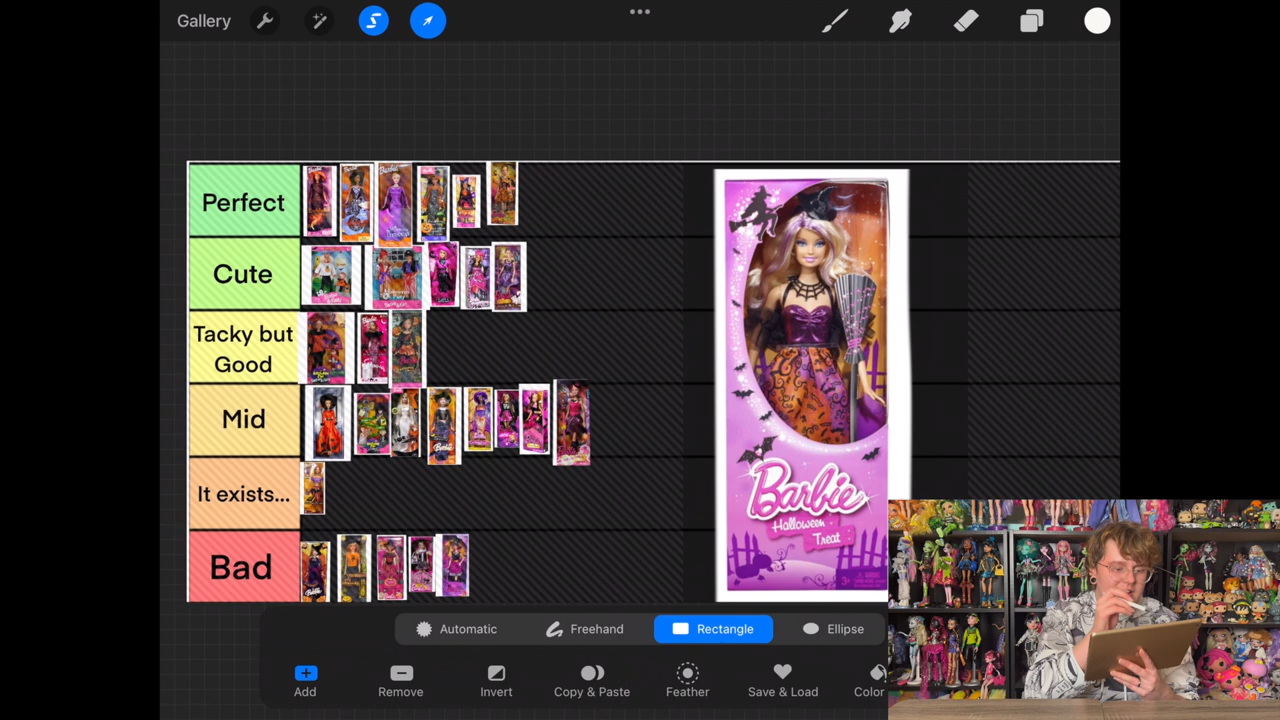 Gallery
Perfect
Cute
Tacky but
Good
Mid
It exists...
Bad
Barbie
Halloween
Treat
3+
Automatic
Freehand
Rectangle
Ellipse
Add
Remove
Invert
Copy & Paste
Feather
Save & Load
Color